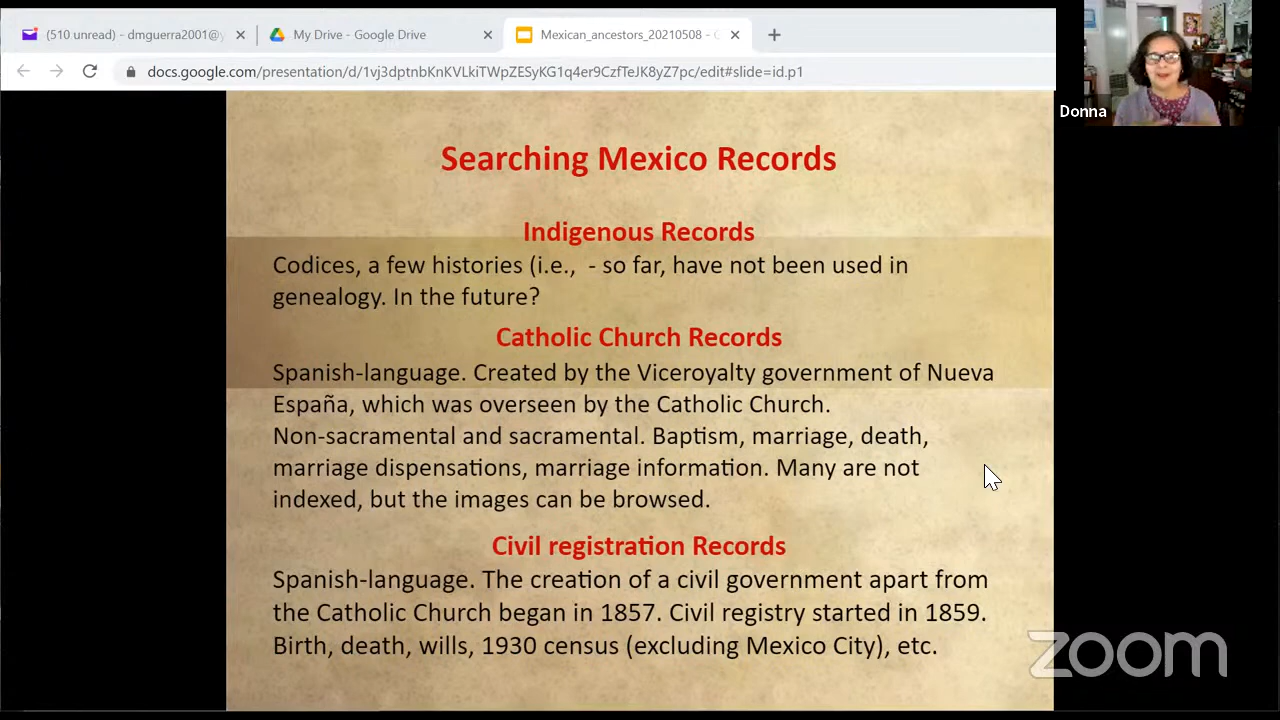 (510 unread) - dmguerra2001@y
My Drive - Google Drive
Mexican_ancestors_20210508 - G
docs.google.com/presentation/d/1vj3dptnbKnKVLkiTWpZESyKG1q4er9CzfTeJK8yZ7pc/edit#slide=id.p1
Donna
Searching Mexico Records
Indigenous Records
Codices, a few histories (i.e.,  - so far, have not been used in
genealogy. In the future?
Catholic Church Records
Spanish-language. Created by the Viceroyalty government of Nueva
España, which was overseen by the Catholic Church.
Non-sacramental and sacramental. Baptism, marriage, death,
marriage dispensations, marriage information. Many are not
indexed, but the images can be browsed.
Civil registration Records
Spanish-language. The creation of a civil government apart from
the Catholic Church began in 1857. Civil registry started in 1859.
Birth, death, wills, 1930 census (excluding Mexico City), etc.
zoom